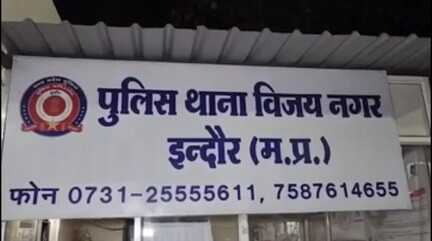 पुलिस थाना विजय नगर
इन्दौर (म.प्र.)
फोन 0731-25555611, 7587614655